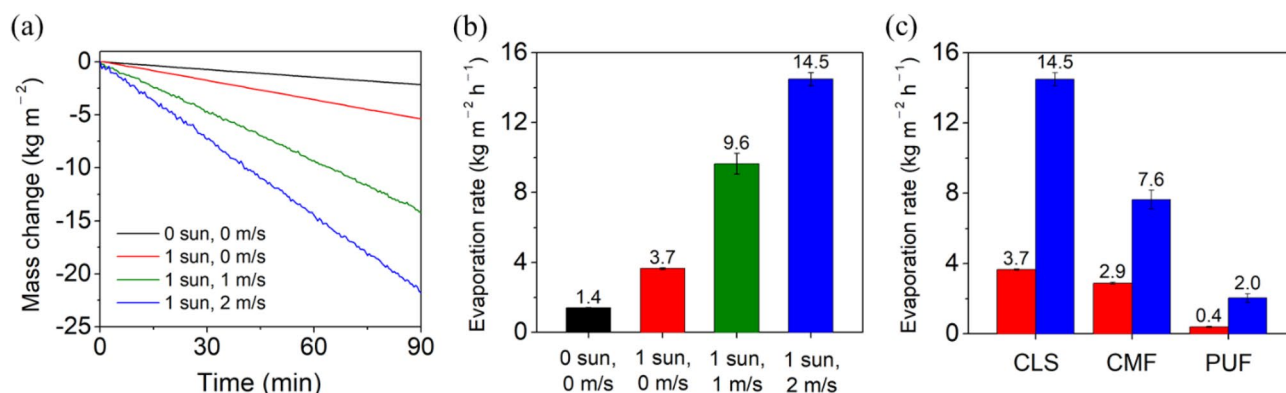 (a)
Mass change (kg m⁻²)
0
-5
-10
-15
-20
-25
0 sun, 0 m/s
1 sun, 0 m/s
1 sun, 1 m/s
1 sun, 2 m/s
0 30 60 90
Time (min)
(b)
Evaporation rate (kg m⁻² h⁻¹)
16
12
8
4
0
1.4
3.7
9.6
14.5
0 sun, 1 sun, 1 sun, 1 sun,
0 m/s 0 m/s 1 m/s 2 m/s
(c)
Evaporation rate (kg m⁻² h⁻¹)
16
12
8
4
0
3.7
14.5
2.9
7.6
0.4
2.0
CLS CMF PUF